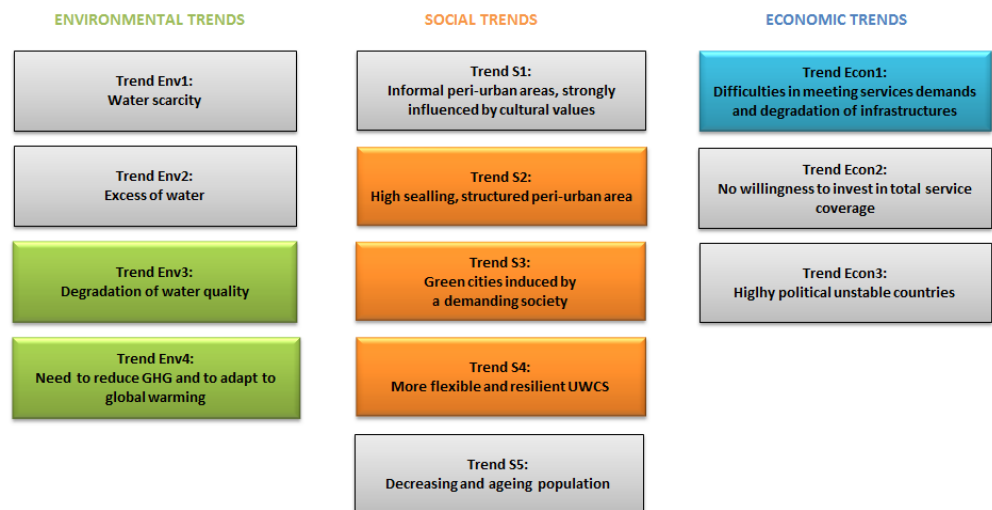 ENVIRONMENTAL TRENDS
Trend Env1:
Water scarcity
Trend Env2:
Excess of water
Trend Env3:
Degradation of water quality
Trend Env4:
Need to reduce GHG and to adapt to
global warming
SOCIAL TRENDS
Trend S1:
Informal peri-urban areas, strongly
influenced by cultural values
Trend S2:
High sealling, structured peri-urban area
Trend S3:
Green cities induced by
a demanding society
Trend S4:
More flexible and resilient UWCS
Trend S5:
Decreasing and ageing population
ECONOMIC TRENDS
Trend Econ1:
Difficulties in meeting services demands
and degradation of infrastructures
Trend Econ2:
No willingness to invest in total service
coverage
Trend Econ3:
Higlhy political unstable countries